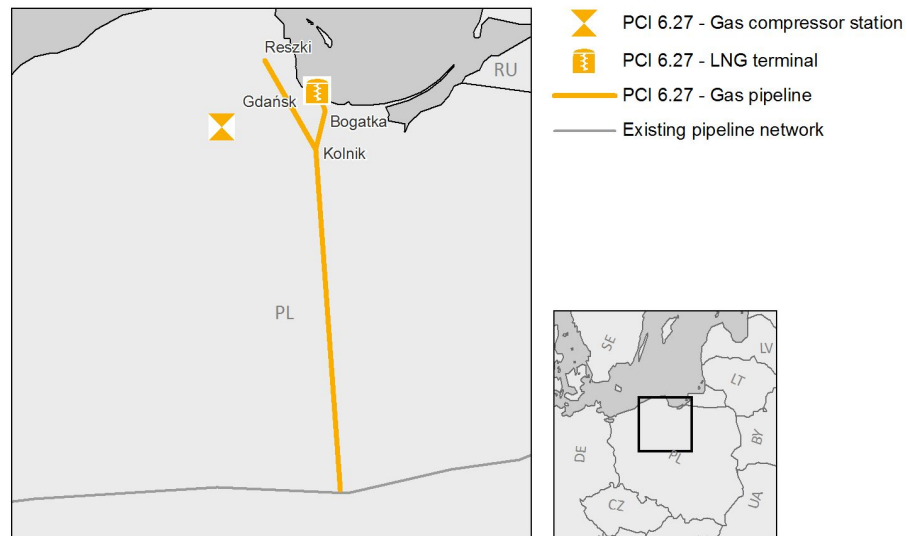 Reszki
RU
Gdańsk
Bogatka
Kolnik
PL
PCI 6.27 - Gas compressor station
PCI 6.27 - LNG terminal
PCI 6.27 - Gas pipeline
Existing pipeline network
SE
LV
LT
DE
BY
PL
CZ
UA